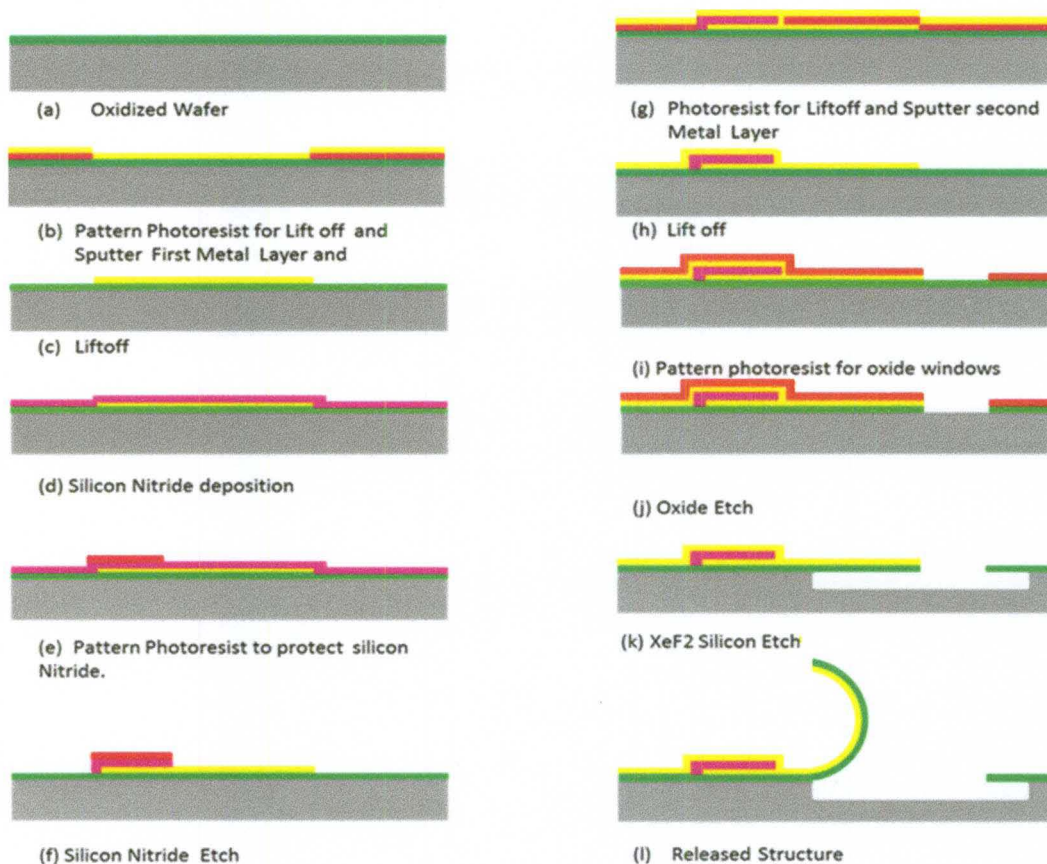 (a) Oxidized Wafer
(b) Pattern Photoresist for Lift off and
Sputter First Metal Layer and
(c) Liftoff
(d) Silicon Nitride deposition
(e) Pattern Photoresist to protect silicon
Nitride.
(f) Silicon Nitride Etch
(g) Photoresist for Liftoff and Sputter second
Metal Layer
(h) Lift off
(i) Pattern photoresist for oxide windows
(j) Oxide Etch
(k) XeF2 Silicon Etch
(l) Released Structure